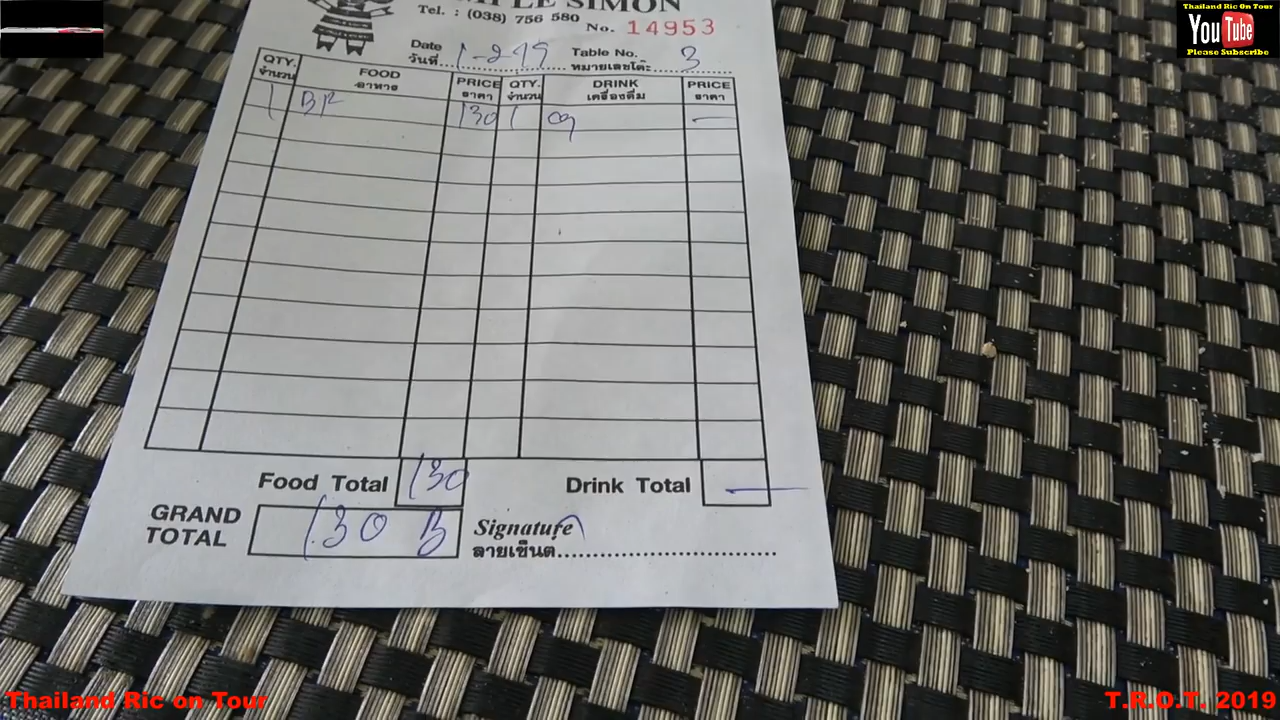 LE SIMON
Tel. : (038) 756 580
No. 14953
Date
วันที่ 1-2-19
Table No.
หมายเลขโต๊ะ 3
QTY. FOOD PRICE QTY. DRINK PRICE
จำนวน อาหาร ราคา จำนวน เครื่องดื่ม ราคา
1 BF 130 1 —
Food Total 130 Drink Total —
GRAND TOTAL 130 B
Signature
ลายเซ็นต์
Thailand Ric On Tour
YouTube
Please Subscribe
Thailand Ric on Tour
T.R.O.T. 2019